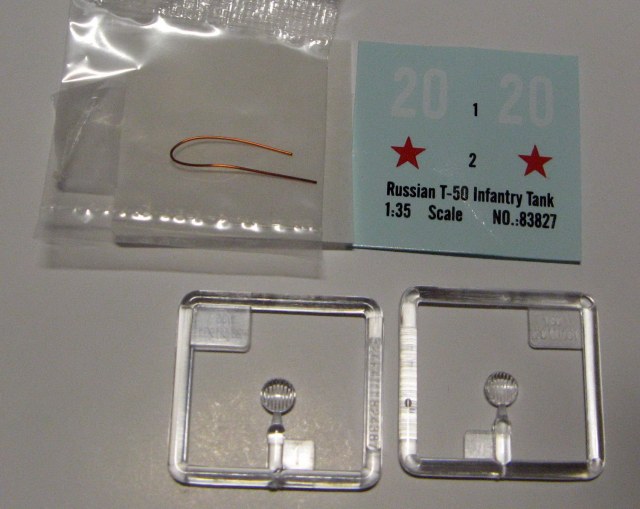 20 1 20
2
Russian T-50 Infantry Tank
1:35 Scale NO.:83827